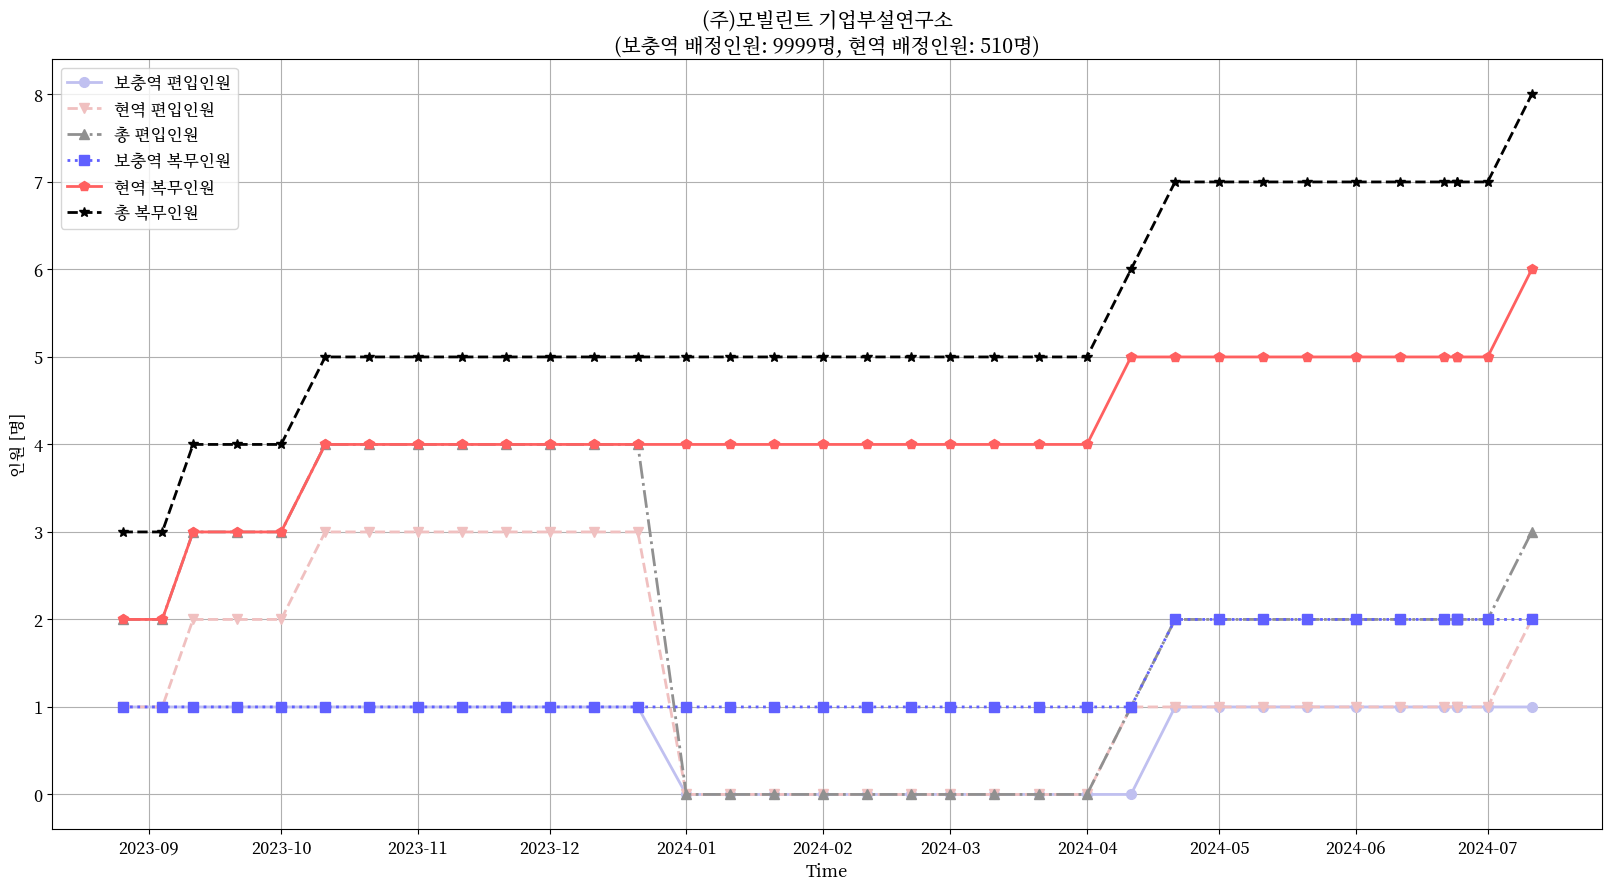 (주)모빌린트 기업부설연구소
(보충역 배정인원: 9999명, 현역 배정인원: 510명)
보충역 편입인원
현역 편입인원
총 편입인원
보충역 복무인원
현역 복무인원
총 복무인원
인원 [명]
8
7
6
5
4
3
2
1
0
2023-09 2023-10 2023-11 2023-12 2024-01 2024-02 2024-03 2024-04 2024-05 2024-06 2024-07
Time